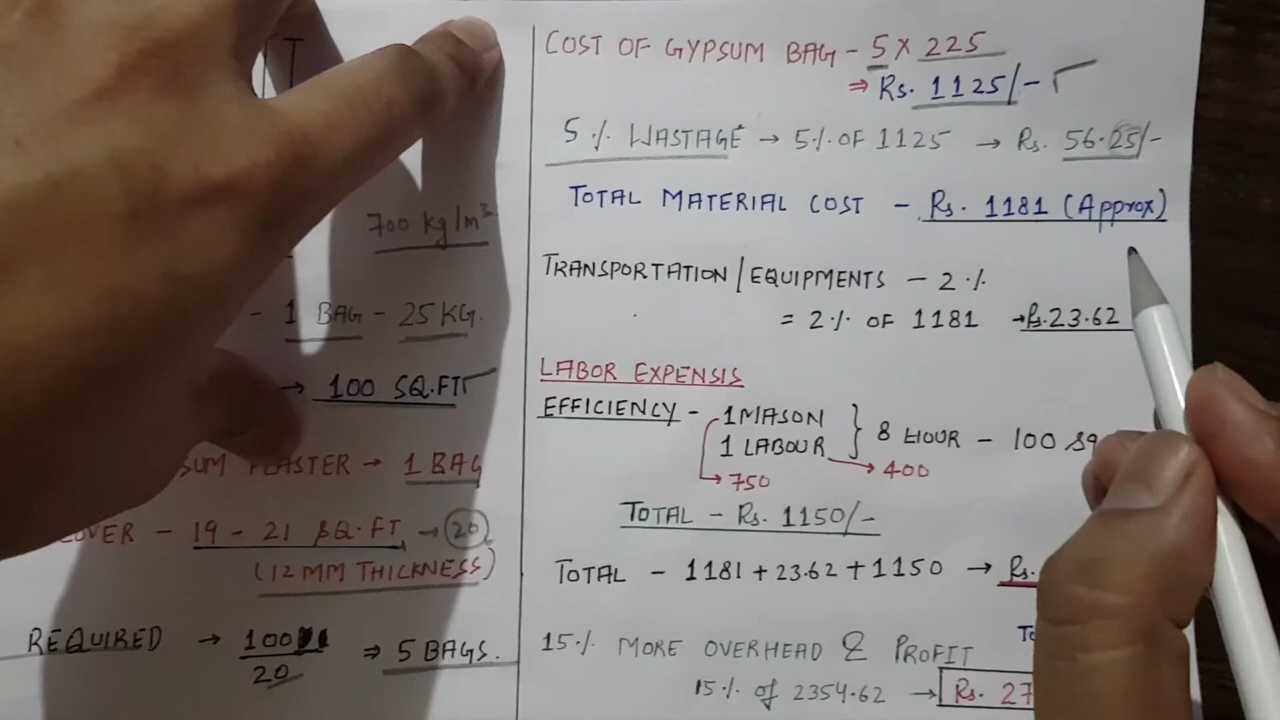 700 kg/m³
- 1 BAG - 25 KG.
→ 100 SQ.FT
PLASTER → 1 BAG
- 19 - 21 SQ.FT → 20
(12 MM THICKNESS)
REQUIRED → 100
20
⇒ 5 BAGS.
COST OF GYPSUM BAG - 5 X 225
⇒ Rs. 1125/-
5 % WASTAGE → 5% OF 1125 → Rs. 56.25/-
TOTAL MATERIAL COST - Rs. 1181 (Approx)
TRANSPORTATION/EQUIPMENTS - 2 %
= 2% OF 1181 → Rs.23.62
LABOR EXPENSIS
EFFICIENCY - 1 MASON
1 LABOUR } 8 HOUR - 100
→ 750 → 400
TOTAL - Rs. 1150/-
TOTAL - 1181 + 23.62 + 1150 → Rs.
15% MORE OVERHEAD & PROFIT
15% of 2354.62 → Rs. 27